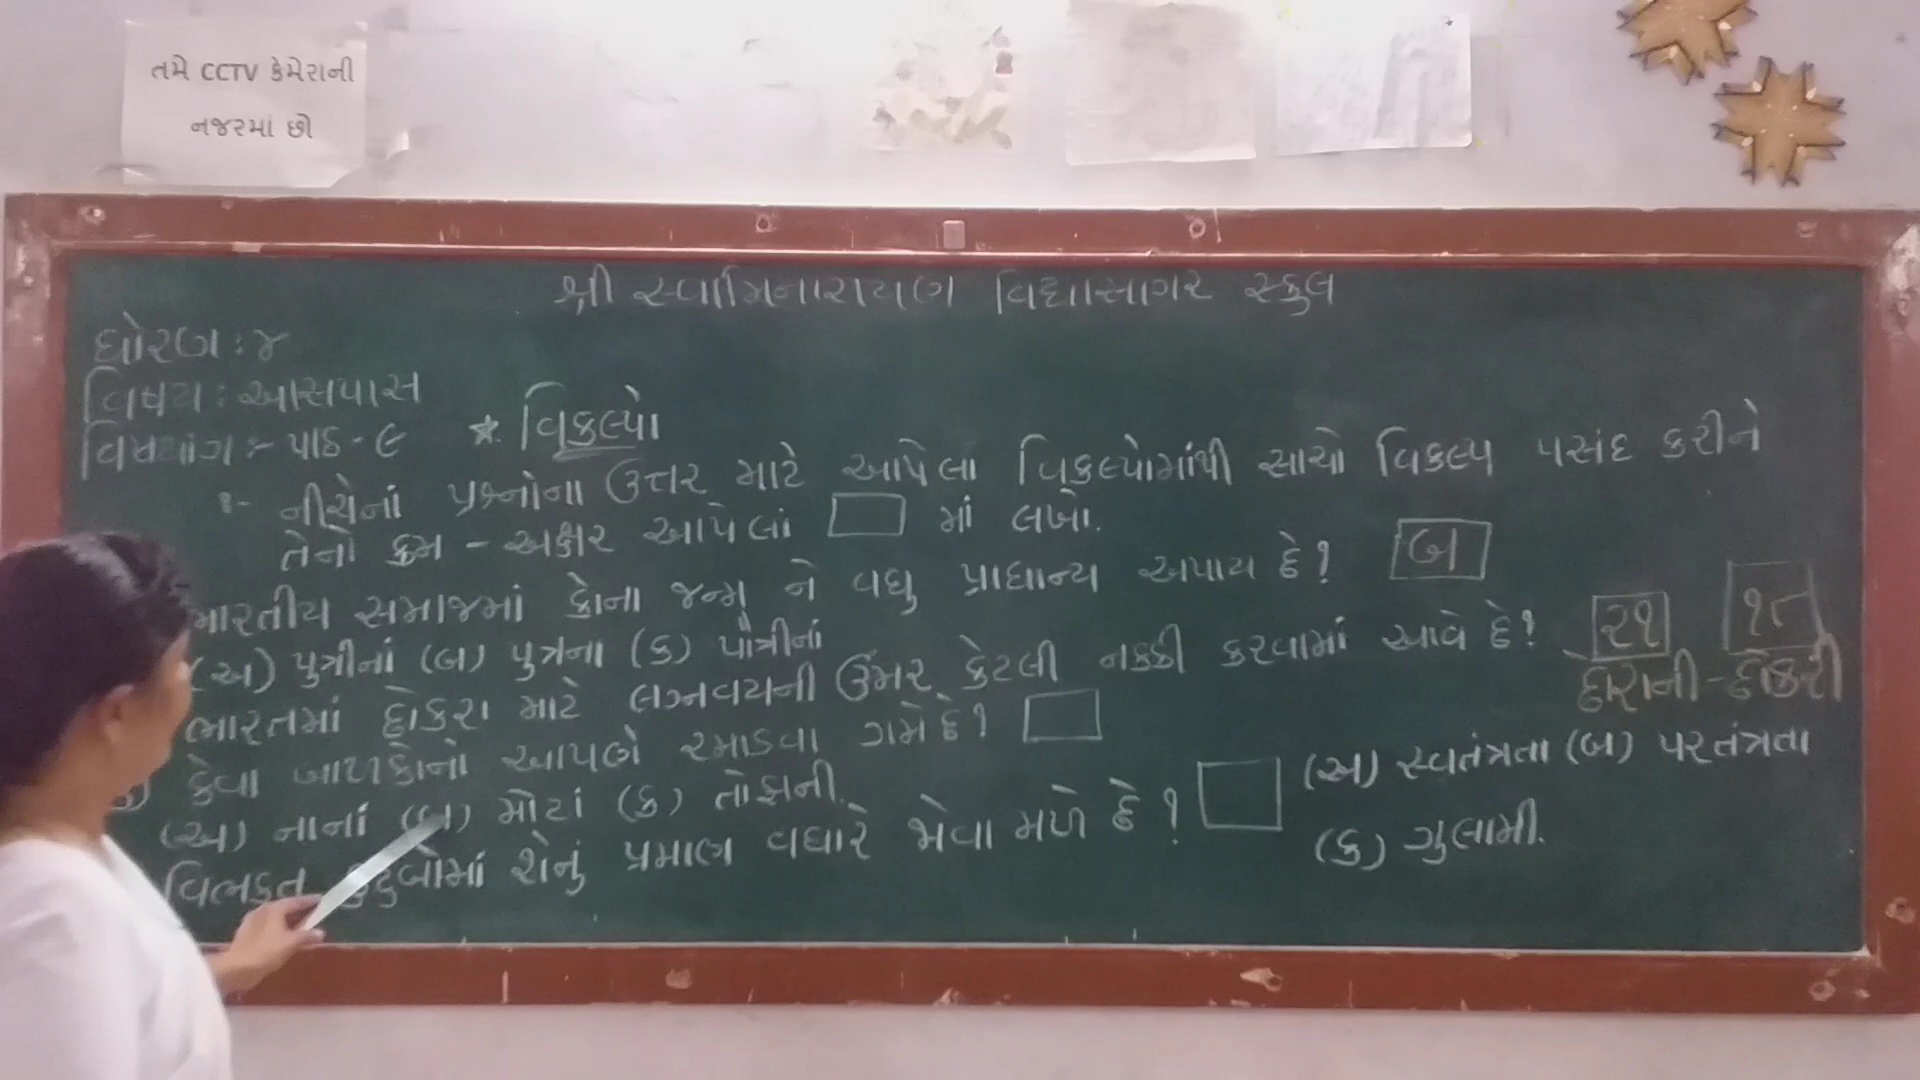 તમે CCTV કેમેરાની
નજરમાં છો
શ્રી સ્વામિનારાયણ વિદ્યાસાગર સ્કુલ
ધોરણ : ૪
વિષય : આસપાસ
વિષયાંગ :- પાઠ - ૯
★ વિકલ્પો
:- નીચેનાં પ્રશ્નોના ઉત્તર માટે આપેલા વિકલ્પોમાંથી સાચો વિકલ્પ પસંદ કરીને
તેનો ક્રમ - અક્ષર આપેલાં માં લખો.
ભારતીય સમાજમાં કોના જન્મ ને વધુ પ્રાધાન્ય અપાય છે? બ
(અ) પુત્રીનાં (બ) પુત્રના (ક) પૌત્રીનાં
ભારતમાં છોકરા માટે લગ્નવયની ઉંમર કેટલી નક્કી કરવામાં આવે છે? ૨૧ ૧૮
છોરાની - છોકરી
કેવા બાળકોનો આપણે રમાડવા ગમે છે?
(અ) નાનાં (બ) મોટાં (ક) તોફાની.
વિભક્ત કુટુંબોમાં શેનું પ્રમાણ વધારે જોવા મળે છે?
(અ) સ્વતંત્રતા (બ) પરતંત્રતા
(ક) ગુલામી.